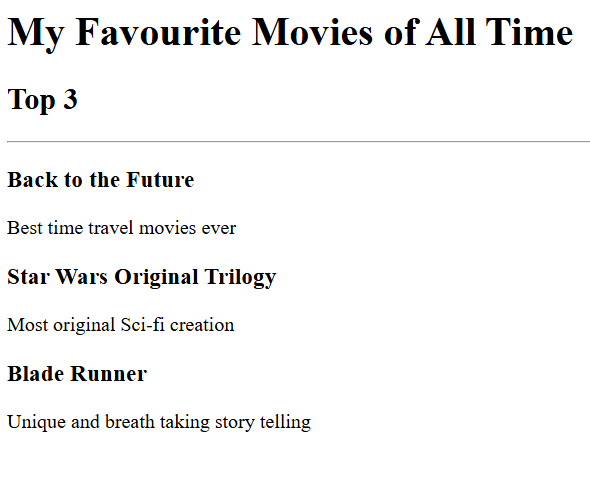 My Favourite Movies of All Time
Top 3
Back to the Future
Best time travel movies ever
Star Wars Original Trilogy
Most original Sci-fi creation
Blade Runner
Unique and breath taking story telling